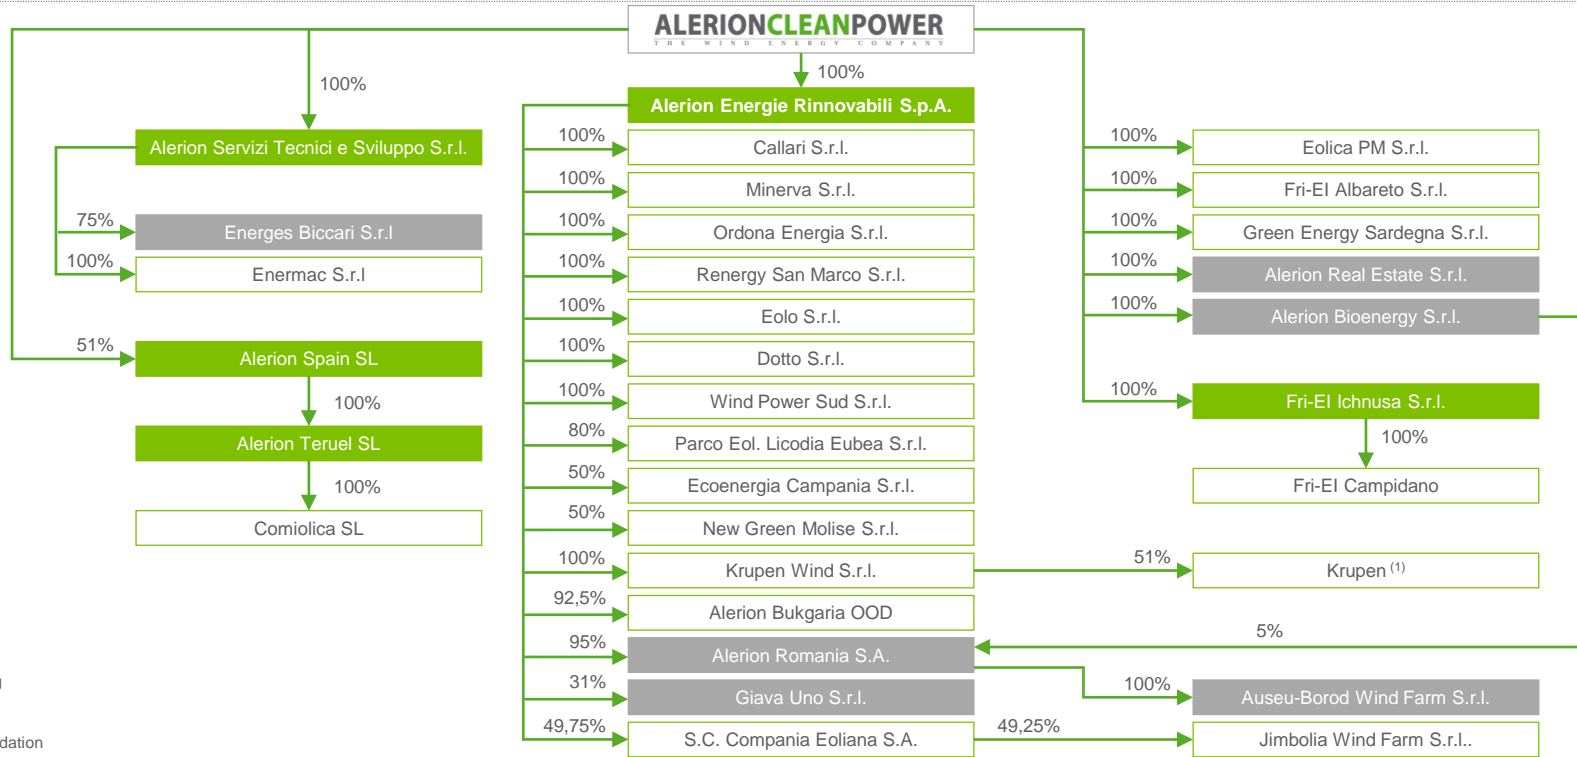 ALERIONCLEANPOWER
THE WIND ENERGY COMPANY
100%
Alerion Servizi Tecnici e Sviluppo S.r.l.
75%
Energes Biccari S.r.l
100%
Enermac S.r.l
51%
Alerion Spain SL
100%
Alerion Teruel SL
100%
Comiolica SL
100%
Alerion Energie Rinnovabili S.p.A.
100%
Callari S.r.l.
100%
Minerva S.r.l.
100%
Ordona Energia S.r.l.
100%
Renergy San Marco S.r.l.
100%
Eolo S.r.l.
100%
Dotto S.r.l.
100%
Wind Power Sud S.r.l.
80%
Parco Eol. Licodia Eubea S.r.l.
50%
Ecoenergia Campania S.r.l.
50%
New Green Molise S.r.l.
100%
Krupen Wind S.r.l.
51%
Krupen (1)
92,5%
Alerion Bukgaria OOD
95%
Alerion Romania S.A.
5%
31%
Giava Uno S.r.l.
100%
Auseu-Borod Wind Farm S.r.l.
49,75%
S.C. Compania Eoliana S.A.
49,25%
Jimbolia Wind Farm S.r.l..
100%
Eolica PM S.r.l.
100%
Fri-El Albareto S.r.l.
100%
Green Energy Sardegna S.r.l.
100%
Alerion Real Estate S.r.l.
100%
Alerion Bioenergy S.r.l.
100%
Fri-El Ichnusa S.r.l.
100%
Fri-El Campidano
dation